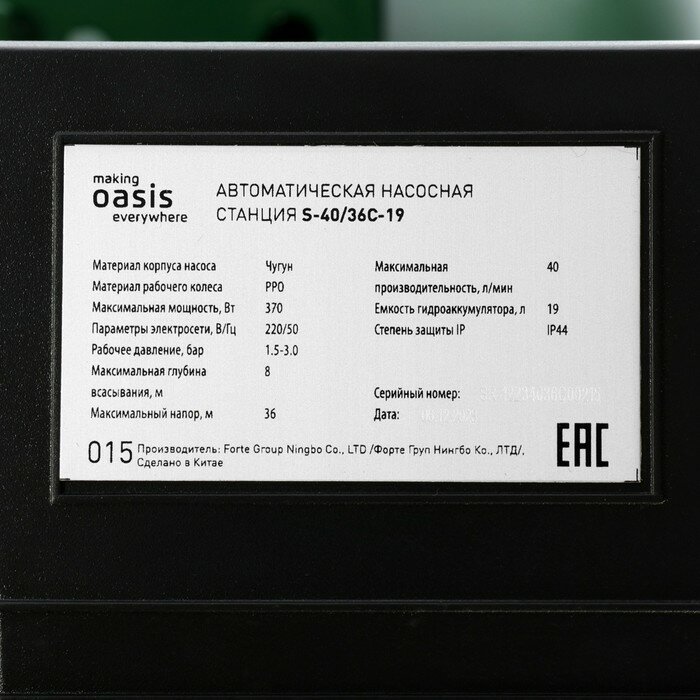 making
oasis
everywhere
АВТОМАТИЧЕСКАЯ НАСОСНАЯ
СТАНЦИЯ S-40/36C-19
Материал корпуса насоса Чугун
Материал рабочего колеса PPO
Максимальная мощность, Вт 370
Параметры электросети, В/Гц 220/50
Рабочее давление, бар 1.5-3.0
Максимальная глубина 8
всасывания, м
Максимальный напор, м 36
Максимальная 40
производительность, л/мин
Емкость гидроаккумулятора, л 19
Степень защиты IP IP44
Серийный номер:
Дата:
015 Производитель: Forte Group Ningbo Co., LTD /Форте Груп Нингбо Ко., ЛТД/.
Сделано в Китае
EAC